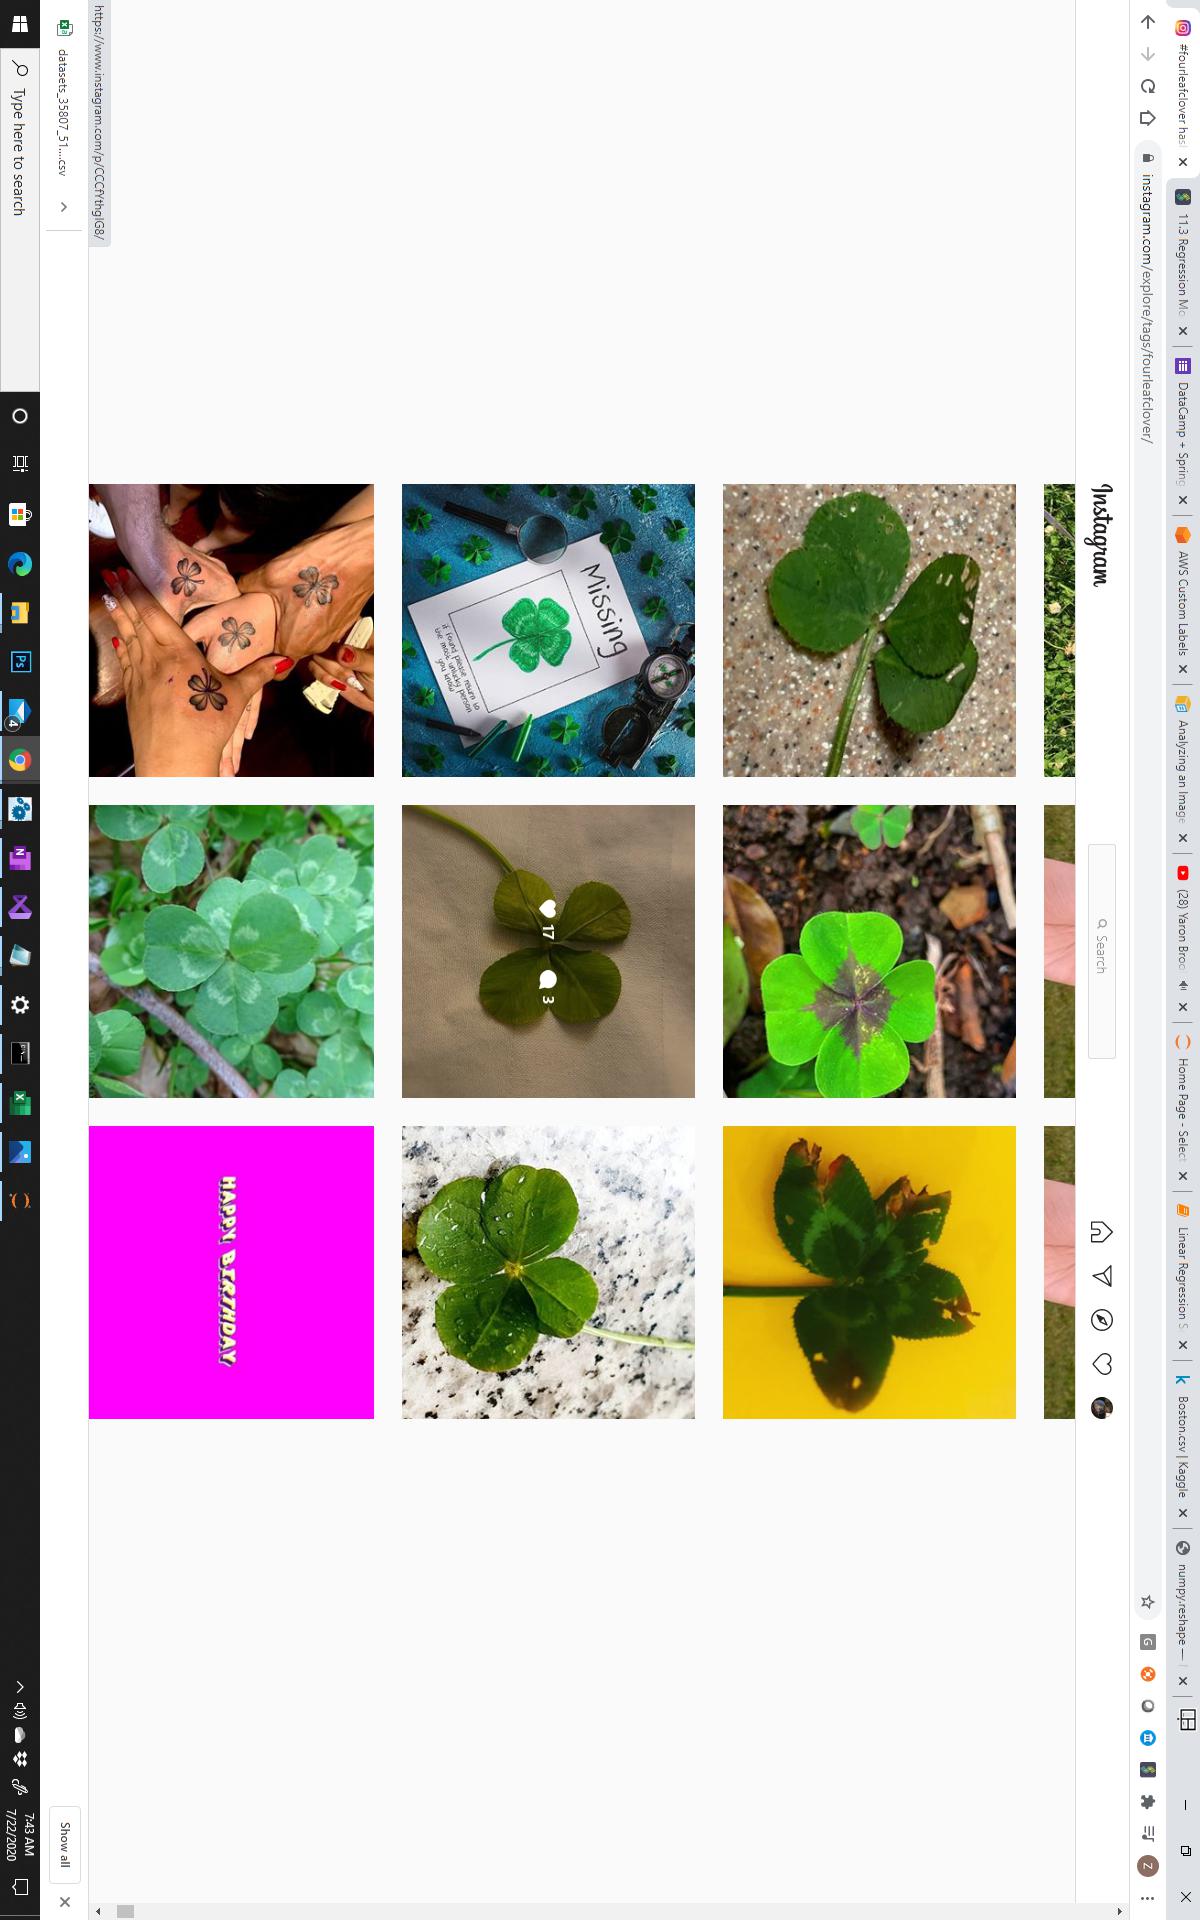 #fourleafclover has
11.3 Regression Mo
DataCamp + Spring
AWS Custom Labels
Analyzing an Image
(28) Yaron Broo
Home Page - Select
Linear Regression S
Boston.csv | Kaggle
numpy.reshape —
instagram.com/explore/tags/fourleafclover/
Z
Instagram
Search
Missing
if found please return to
the most unlucky person
you know
17
3
HAPPY BIRTHDAY
https://www.instagram.com/p/CCCfYthgIG8/
datasets_35807_51....csv
Show all
Type here to search
4
7:43 AM
7/22/2020